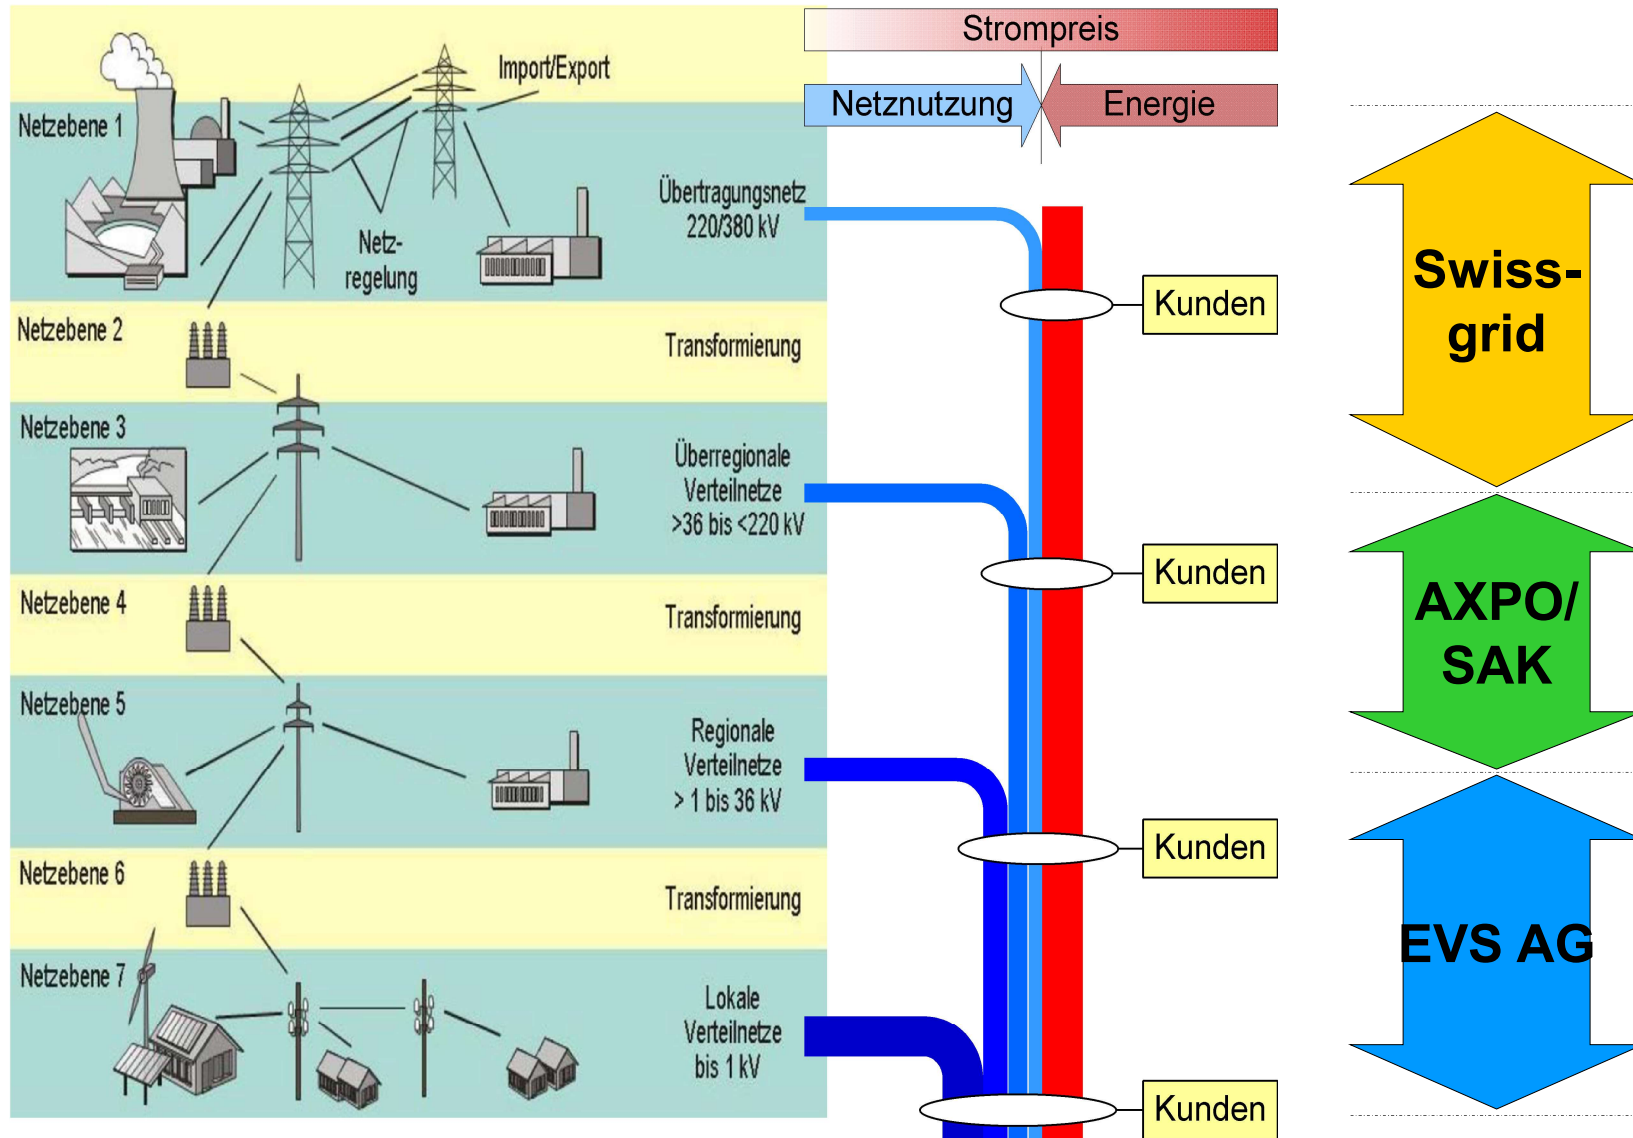 Strompreis
Netznutzung
Energie
Import/Export
Netzebene 1
Netz-
regelung
Übertragungsnetz
220/380 kV
Kunden
Netzebene 2
Transformierung
Netzebene 3
Überregionale
Verteilnetze
>36 bis <220 kV
Kunden
Netzebene 4
Transformierung
Netzebene 5
Regionale
Verteilnetze
> 1 bis 36 kV
Kunden
Netzebene 6
Transformierung
Netzebene 7
Lokale
Verteilnetze
bis 1 kV
Kunden
Swiss-
grid
AXPO/
SAK
EVS AG